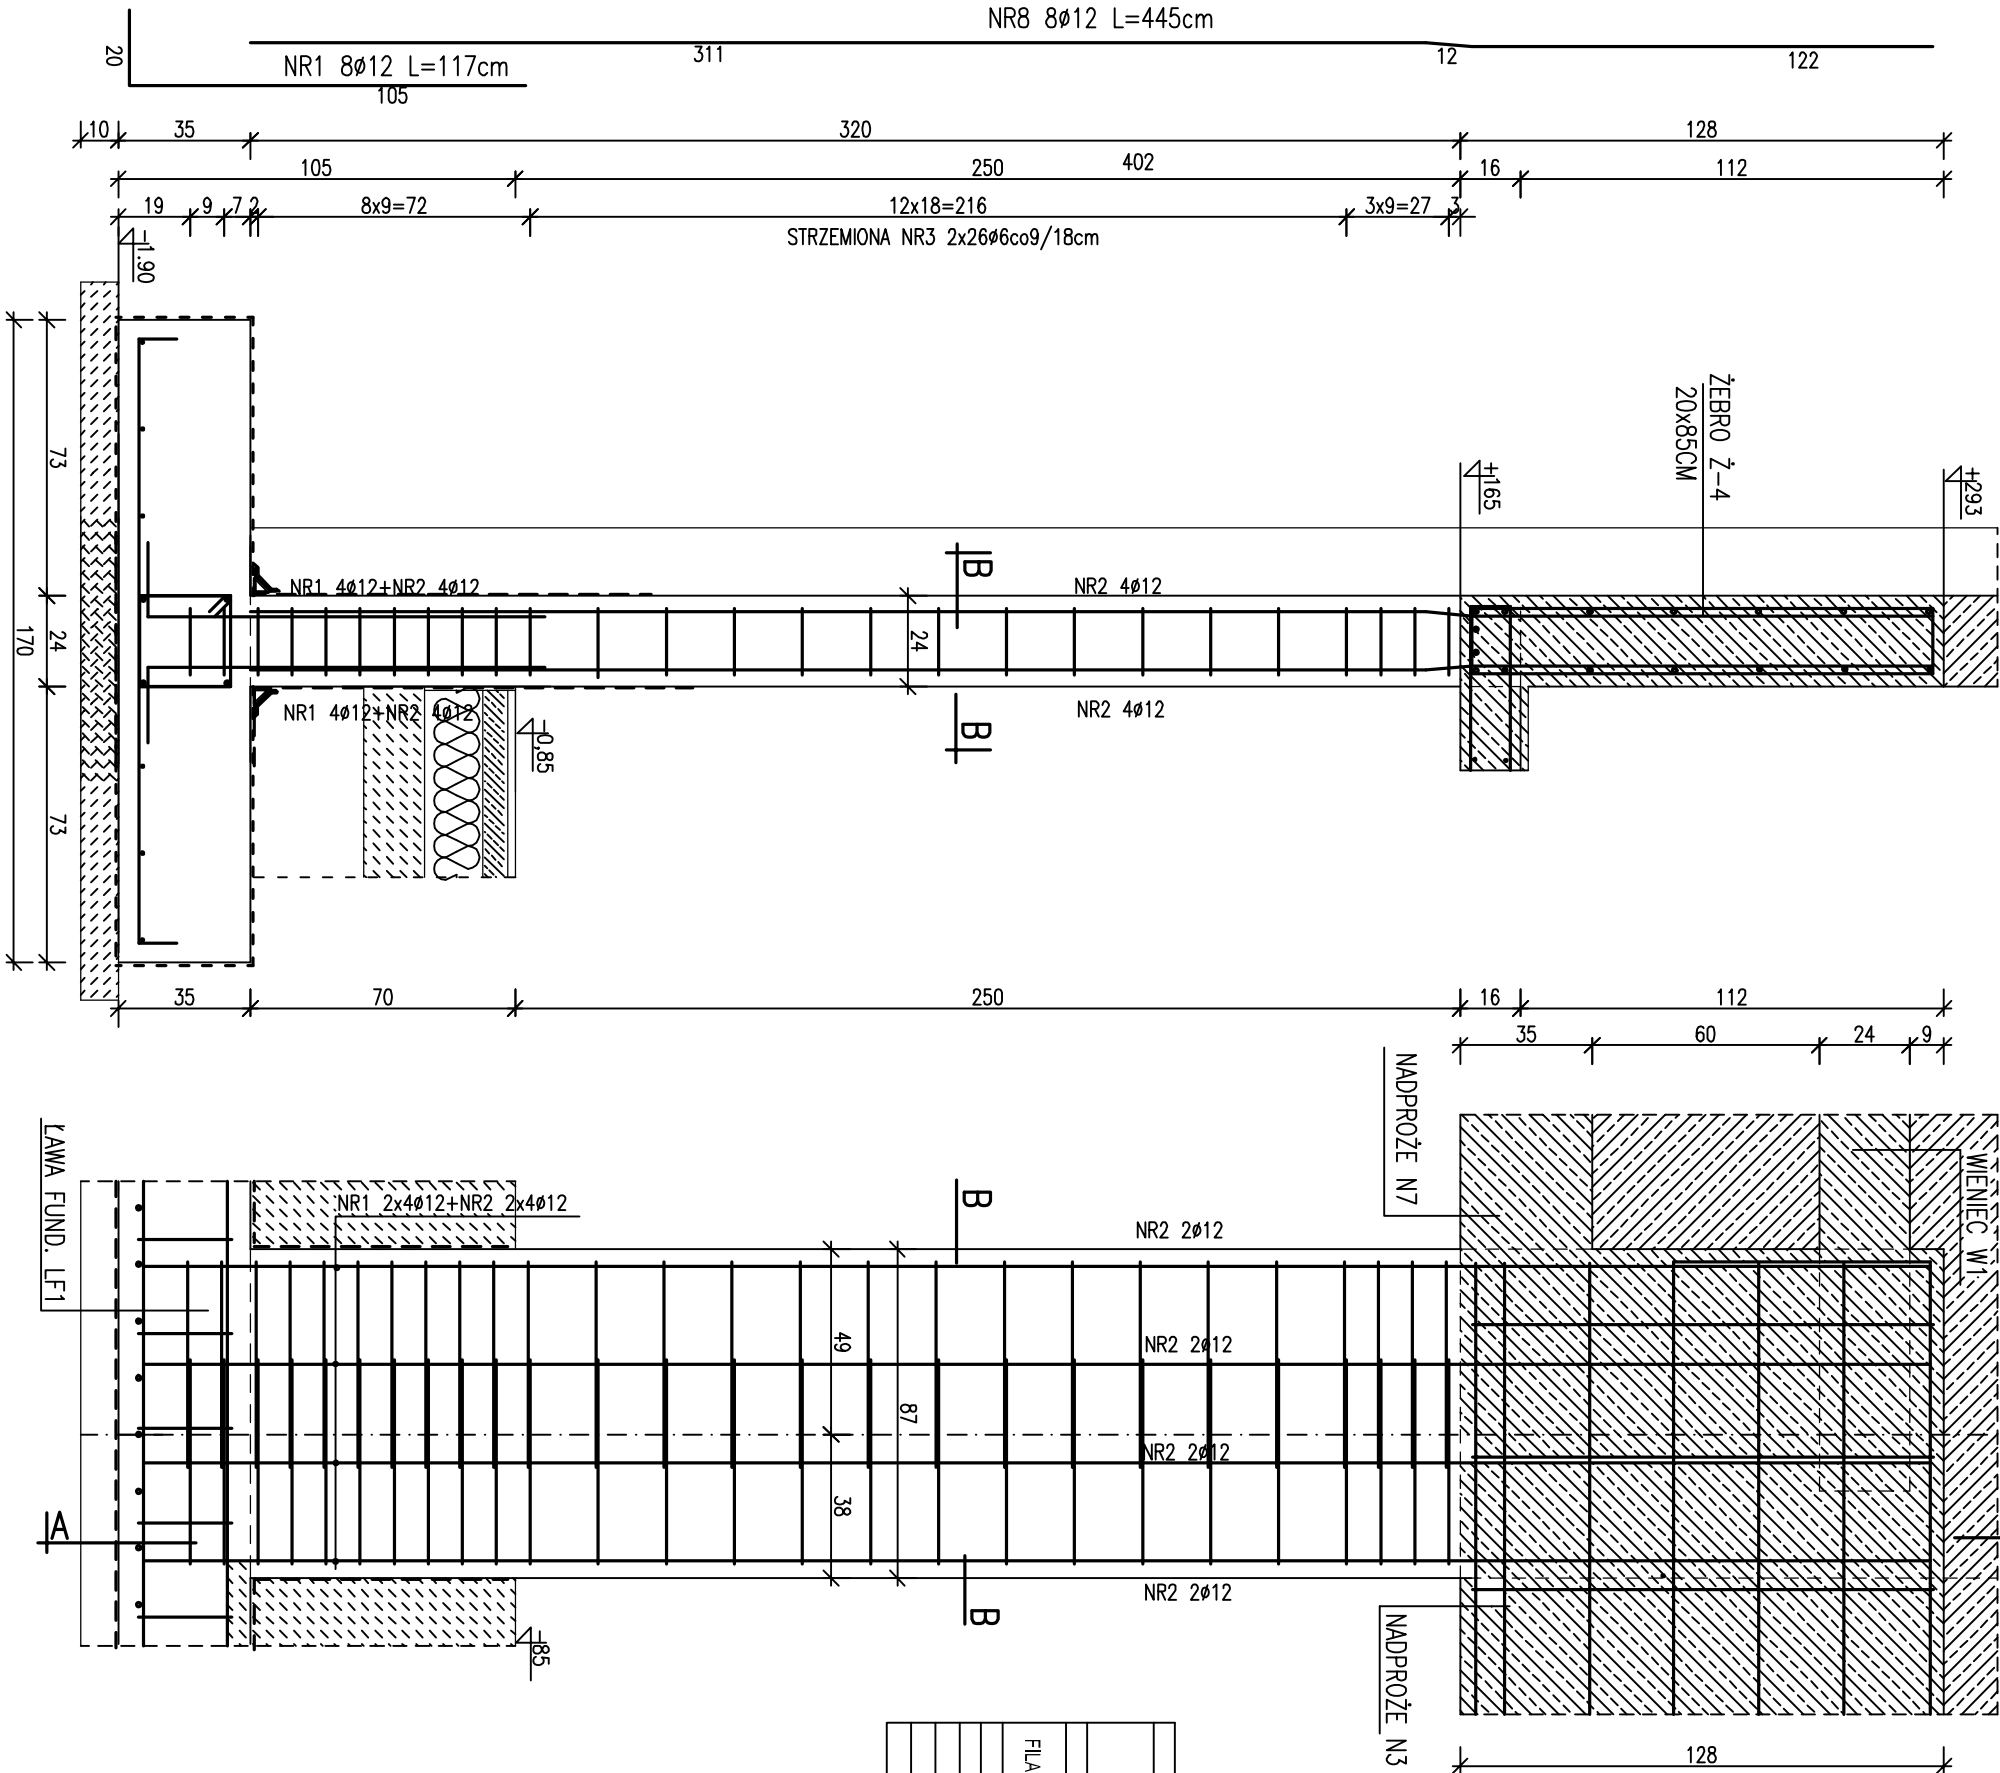 NR8 8ø12 L=445cm
311
12
122
20
NR1 8ø12 L=117cm
105
10
35
320
128
105
250
402
16
112
19
9
7
2
8x9=72
12x18=216
3x9=27
3
STRZEMIONA NR3 2x26ø6co9/18cm
-1.90
ŻEBRO Ż-4
20x85CM
+165
+293
73
24
73
170
B
NR1 4ø12+NR2 4ø12
NR2 4ø12
24
NR1 4ø12+NR2 4ø12
NR2 4ø12
B
-0,85
35
70
250
16
112
35
60
24
9
NADPROŻE N7
WIENIEC W1
ŁAWA FUND. LF1
NR1 2x4ø12+NR2 2x4ø12
B
NR2 2ø12
49
NR2 2ø12
87
NR2 2ø12
38
A
NR2 2ø12
B
-85
NADPROŻE N3
FILA
128